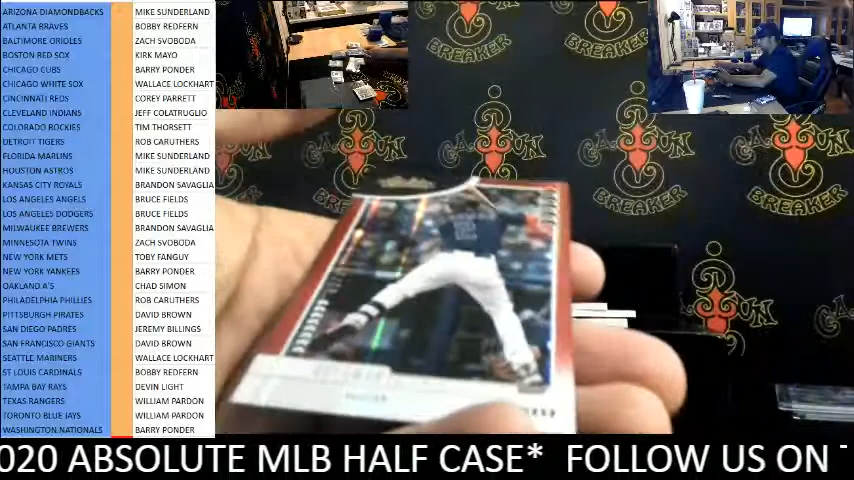 ARIZONA DIAMONDBACKS MIKE SUNDERLAND
ATLANTA BRAVES BOBBY REDFERN
BALTIMORE ORIOLES ZACH SVOBODA
BOSTON RED SOX KIRK MAYO
CHICAGO CUBS BARRY PONDER
CHICAGO WHITE SOX WALLACE LOCKHART
CINCINNATI REDS COREY PARRETT
CLEVELAND INDIANS JEFF COLATRUGLIO
COLORADO ROCKIES TIM THORSETT
DETROIT TIGERS ROB CARUTHERS
FLORIDA MARLINS MIKE SUNDERLAND
HOUSTON ASTROS MIKE SUNDERLAND
KANSAS CITY ROYALS BRANDON SAVAGLIA
LOS ANGELES ANGELS BRUCE FIELDS
LOS ANGELES DODGERS BRUCE FIELDS
MILWAUKEE BREWERS BRANDON SAVAGLIA
MINNESOTA TWINS ZACH SVOBODA
NEW YORK METS TOBY FANGUY
NEW YORK YANKEES BARRY PONDER
OAKLAND A'S CHAD SIMON
PHILADELPHIA PHILLIES ROB CARUTHERS
PITTSBURGH PIRATES DAVID BROWN
SAN DIEGO PADRES JEREMY BILLINGS
SAN FRANCISCO GIANTS DAVID BROWN
SEATTLE MARINERS WALLACE LOCKHART
ST LOUIS CARDINALS BOBBY REDFERN
TAMPA BAY RAYS DEVIN LIGHT
TEXAS RANGERS WILLIAM PARDON
TORONTO BLUE JAYS WILLIAM PARDON
WASHINGTON NATIONALS BARRY PONDER
BREAKER
BREAKER
CAJUN
BREAKER
CAJUN
BREAKER
020 ABSOLUTE MLB HALF CASE* FOLLOW US ON